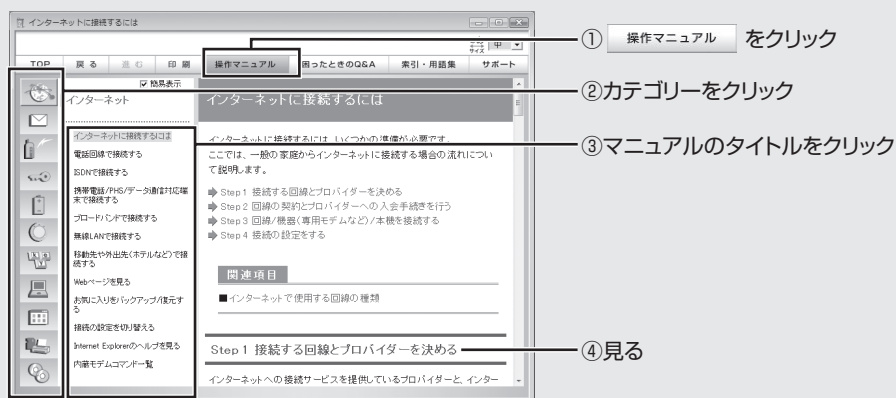 インターネットに接続するには
サイズ 中
TOP 戻る 進む 印刷 操作マニュアル 困ったときのQ&A 索引・用語集 サポート
簡易表示
インターネット
インターネットに接続するには
電話回線で接続する
ISDNで接続する
携帯電話/PHS/データ通信対応端
末で接続する
ブロードバンドで接続する
無線LANで接続する
移動先や外出先(ホテルなど)で接
続する
Webページを見る
お気に入りをバックアップ/復元す
る
接続の設定を切り替える
Internet Explorerのヘルプを見る
内蔵モデムコマンド一覧
インターネットに接続するには
インターネットに接続するには、いくつかの準備が必要です。
ここでは、一般の家庭からインターネットに接続する場合の流れについ
て説明します。
Step 1 接続する回線とプロバイダーを決める
Step 2 回線の契約とプロバイダーへの入会手続きを行う
Step 3 回線/機器(専用モデムなど)/本機を接続する
Step 4 接続の設定をする
関連項目
■インターネットで使用する回線の種類
Step 1 接続する回線とプロバイダーを決める
インターネットへの接続サービスを提供しているプロバイダーと、インター
① 操作マニュアル をクリック
②カテゴリーをクリック
③マニュアルのタイトルをクリック
④見る